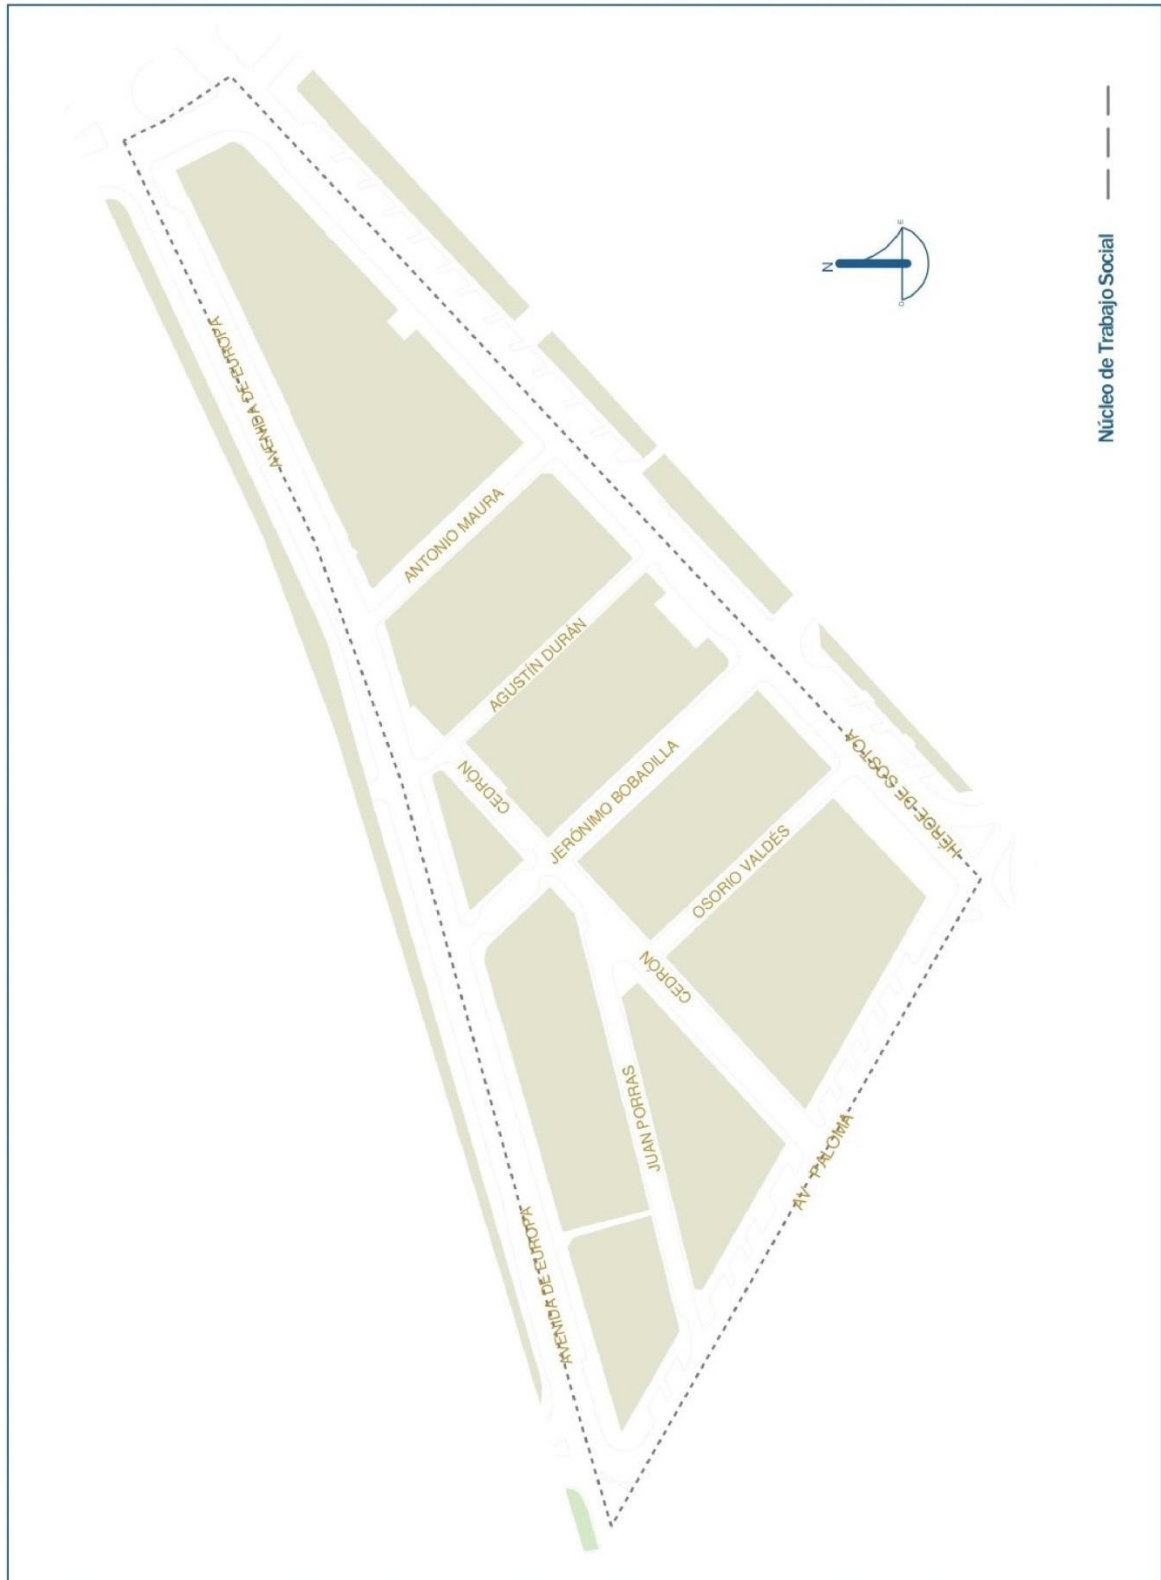 AVENIDA DE EUROPA
ANTONIO MAURA
AGUSTÍN DURÁN
CEDRÓN
JERÓNIMO BOBADILLA
HÉROE DE SOSTOA
OSORIO VALDÉS
CEDRÓN
JUAN PORRAS
AV PALOMA
AVENIDA DE EUROPA
N
O
E
Núcleo de Trabajo Social